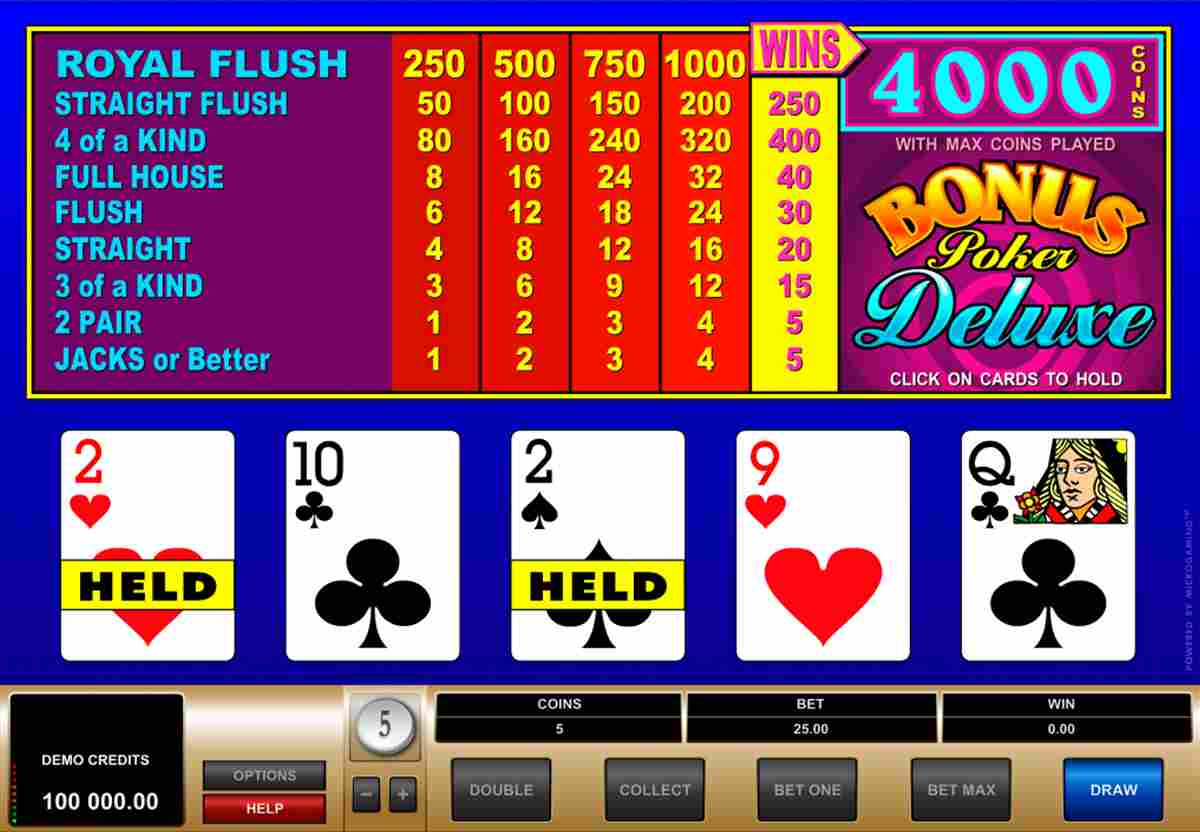 WINS
4000 COINS
ROYAL FLUSH 250 500 750 1000
STRAIGHT FLUSH 50 100 150 200 250
4 of a KIND 80 160 240 320 400
WITH MAX COINS PLAYED
FULL HOUSE 8 16 24 32 40
FLUSH 6 12 18 24 30
STRAIGHT 4 8 12 16 20
3 of a KIND 3 6 9 12 15
2 PAIR 1 2 3 4 5
JACKS or Better 1 2 3 4 5
BONUS
Poker
Deluxe
CLICK ON CARDS TO HOLD
2 10 2 9 Q
HELD HELD
POWERED BY MICROGAMING
COINS BET WIN
5 25.00 0.00
5
DEMO CREDITS
100 000.00
OPTIONS
HELP
- +
DOUBLE COLLECT BET ONE BET MAX DRAW